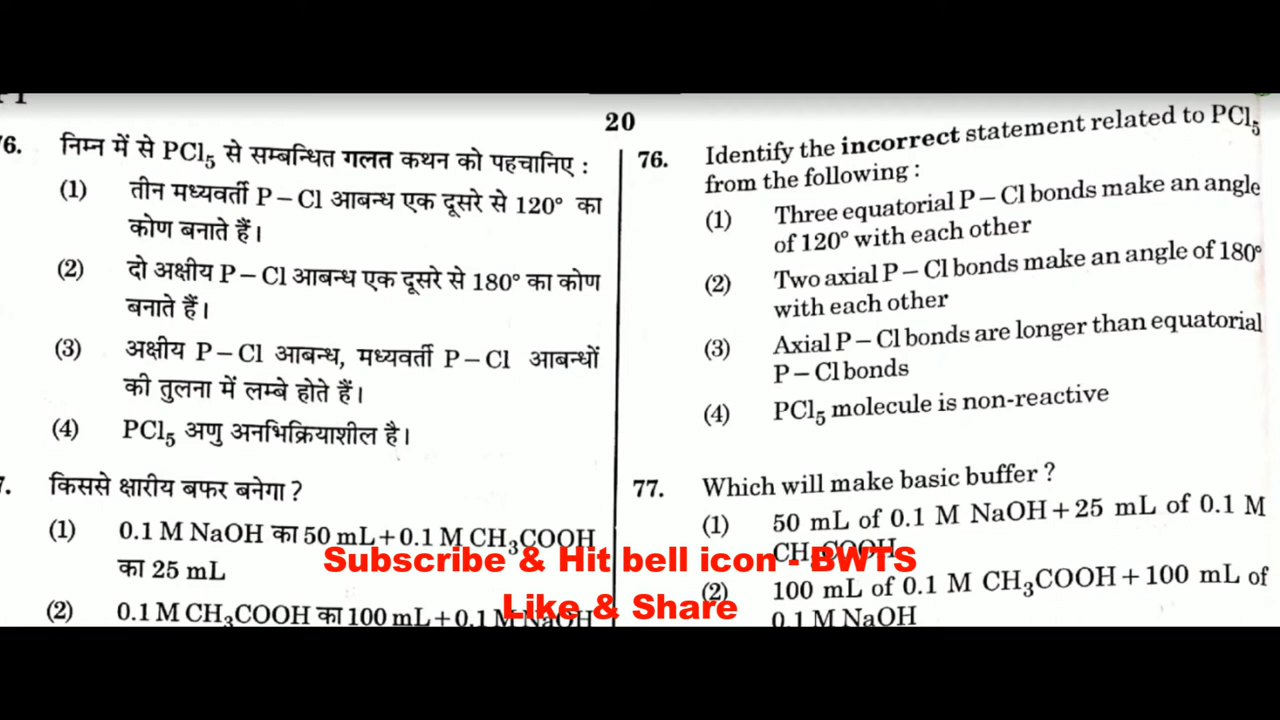 20
76. निम्न में से PCl5 से सम्बन्धित गलत कथन को पहचानिए :
(1) तीन मध्यवर्ती P – Cl आबन्ध एक दूसरे से 120° का
कोण बनाते हैं।
(2) दो अक्षीय P – Cl आबन्ध एक दूसरे से 180° का कोण
बनाते हैं।
(3) अक्षीय P – Cl आबन्ध, मध्यवर्ती P – Cl आबन्धों
की तुलना में लम्बे होते हैं।
(4) PCl5 अणु अनभिक्रियाशील है।
7. किससे क्षारीय बफर बनेगा ?
(1) 0.1 M NaOH का 50 mL + 0.1 M CH3COOH
का 25 mL
(2) 0.1 M CH3COOH का 100 mL + 0.1 M NaOH
76. Identify the incorrect statement related to PCl5
from the following :
(1) Three equatorial P – Cl bonds make an angle
of 120° with each other
(2) Two axial P – Cl bonds make an angle of 180°
with each other
(3) Axial P – Cl bonds are longer than equatorial
P – Cl bonds
(4) PCl5 molecule is non-reactive
77. Which will make basic buffer ?
(1) 50 mL of 0.1 M NaOH + 25 mL of 0.1 M
CH3COOH
(2) 100 mL of 0.1 M CH3COOH + 100 mL of
0.1 M NaOH
Subscribe & Hit bell icon - BWTS
Like & Share